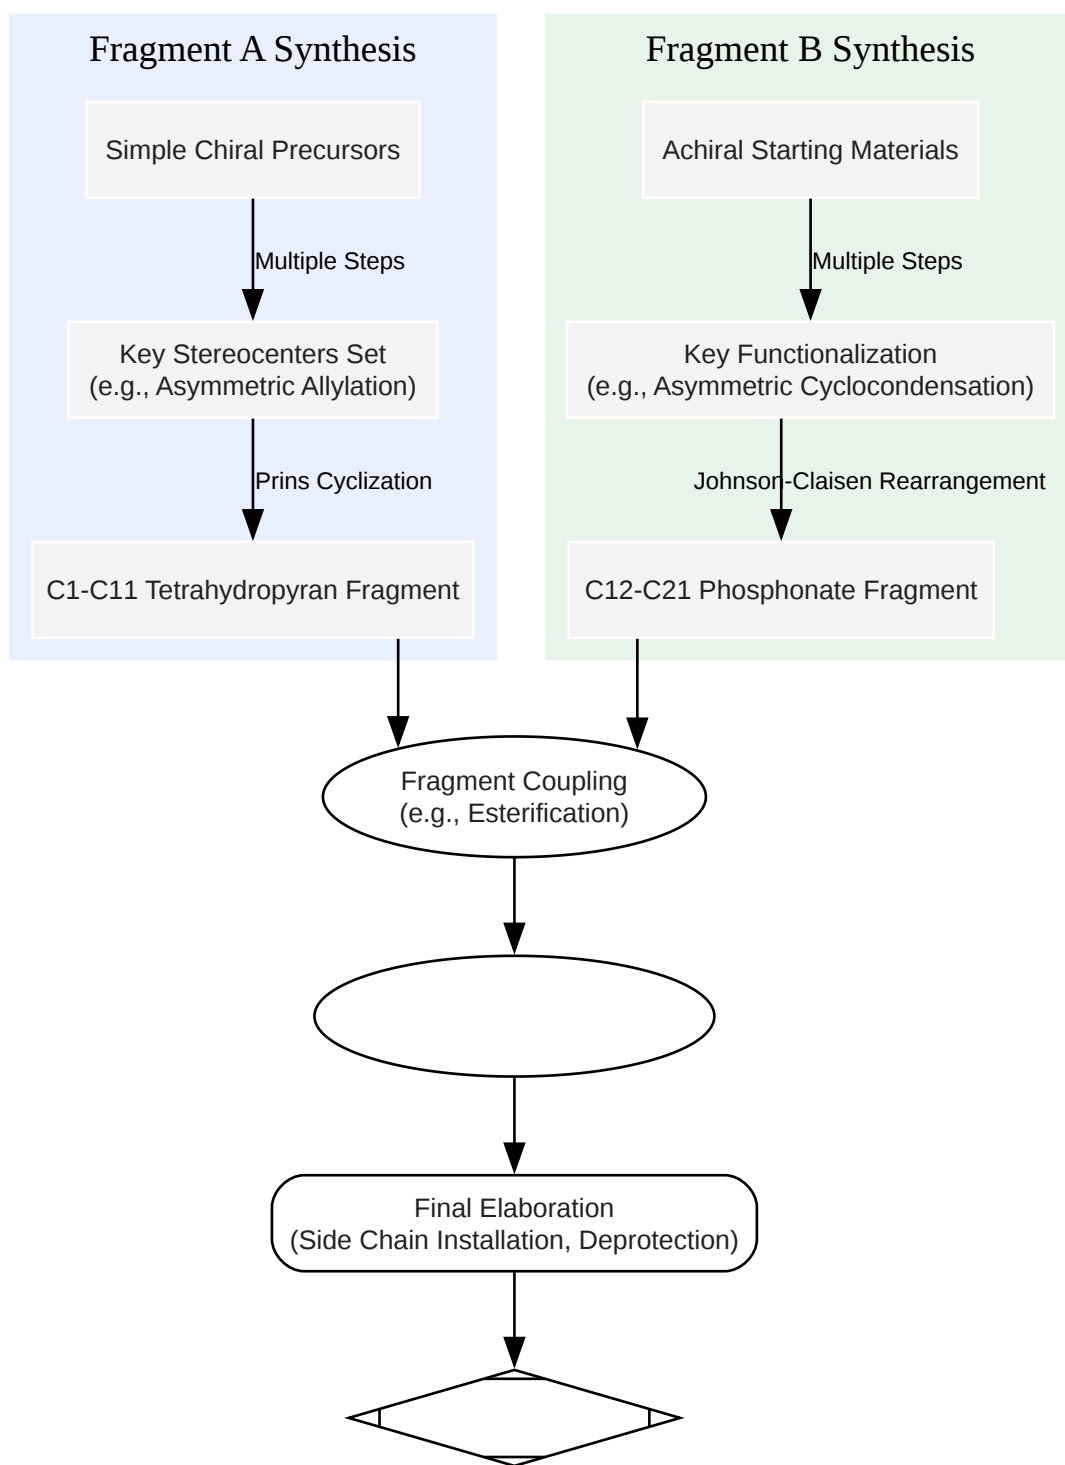 Fragment A Synthesis
Simple Chiral Precursors
Multiple Steps
Key Stereocenters Set
(e.g., Asymmetric Allylation)
Prins Cyclization
C1-C11 Tetrahydropyran Fragment
Fragment B Synthesis
Achiral Starting Materials
Multiple Steps
Key Functionalization
(e.g., Asymmetric Cyclocondensation)
Johnson-Claisen Rearrangement
C12-C21 Phosphonate Fragment
Fragment Coupling
(e.g., Esterification)
Final Elaboration
(Side Chain Installation, Deprotection)